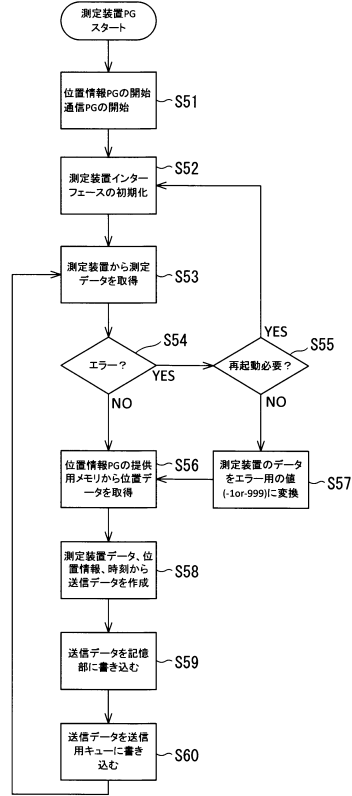 測定装置PG
スタート
位置情報PGの開始
通信PGの開始
S51
測定装置インター
フェースの初期化
S52
測定装置から測定
データを取得
S53
エラー?
S54
YES
NO
再起動必要?
S55
YES
NO
位置情報PGの提供
用メモリから位置デ
ータを取得
S56
測定装置のデータ
をエラー用の値
(-1or-999)に変換
S57
測定装置データ、位
置情報、時刻から
送信データを作成
S58
送信データを記憶
部に書き込む
S59
送信データを送信
用キューに書き
込む
S60